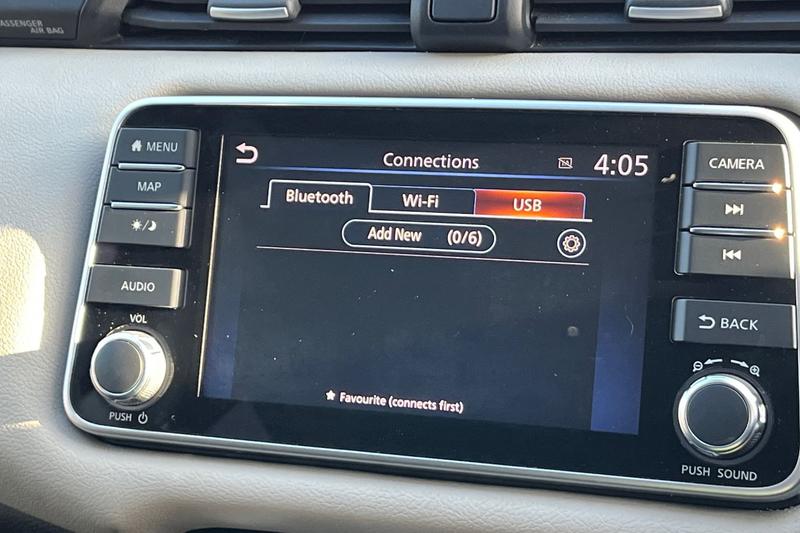 PASSENGER
AIR BAG
MENU
MAP
AUDIO
VOL
PUSH
Connections
4:05
Bluetooth
Wi-Fi
USB
Add New (0/6)
Favourite (connects first)
CAMERA
BACK
PUSH SOUND